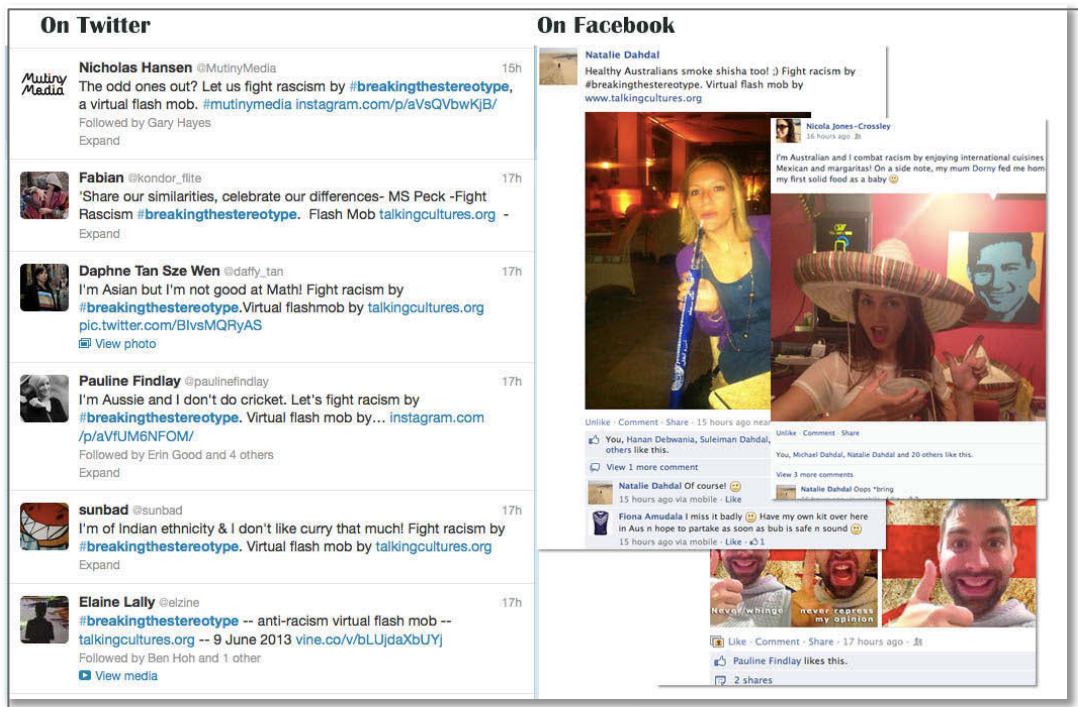 On Twitter
Mutiny
Media
Nicholas Hansen @MutinyMedia 15h
The odd ones out? Let us fight rascism by #breakingthestereotype,
a virtual flash mob. #mutinymedia instagram.com/p/aVsQVbwKjB/
Followed by Gary Hayes
Expand
Fabian @kondor_flite 17h
'Share our similarities, celebrate our differences- MS Peck -Fight
Rascism #breakingthestereotype. Flash Mob talkingcultures.org -
Expand
Daphne Tan Sze Wen @daffy_tan 17h
I'm Asian but I'm not good at Math! Fight racism by
#breakingthestereotype.Virtual flashmob by talkingcultures.org
pic.twitter.com/BIvsMQRyAS
View photo
Pauline Findlay @paulinefindlay 17h
I'm Aussie and I don't do cricket. Let's fight racism by
#breakingthestereotype. Virtual flash mob by... instagram.com
/p/aVfUM6NFOM/
Followed by Erin Good and 4 others
Expand
sunbad @sunbad 17h
I'm of Indian ethnicity & I don't like curry that much! Fight racism by
#breakingthestereotype. Virtual flash mob by talkingcultures.org
Expand
Elaine Lally @elzine 17h
#breakingthestereotype -- anti-racism virtual flash mob --
talkingcultures.org -- 9 June 2013 vine.co/v/bLUjdaXbUYj
Followed by Ben Hoh and 1 other
View media
On Facebook
Natalie Dahdal
Healthy Australians smoke shisha too! ;) Fight racism by
#breakingthestereotype. Virtual flash mob by
www.talkingcultures.org
Unlike · Comment · Share · 15 hours ago near
You, Hanan Debwania, Suleiman Dahdal,
others like this.
View 1 more comment
Natalie Dahdal Of course!
15 hours ago via mobile · Like
Fiona Amudala I miss it badly Have my own kit over here
in Aus n hope to partake as soon as bub is safe n sound
15 hours ago via mobile · Like · 1
Nicola Jones-Crossley
16 hours ago
I'm Australian and I combat racism by enjoying international cuisines
Mexican and margaritas! On a side note, my mum Dorny fed me hom
my first solid food as a baby
Unlike · Comment · Share
You, Michael Dahdal, Natalie Dahdal and 20 others like this.
View 3 more comments
Natalie Dahdal Oops *bring
Never whinge
never repress
my opinion
Like · Comment · Share · 17 hours ago
Pauline Findlay likes this.
2 shares